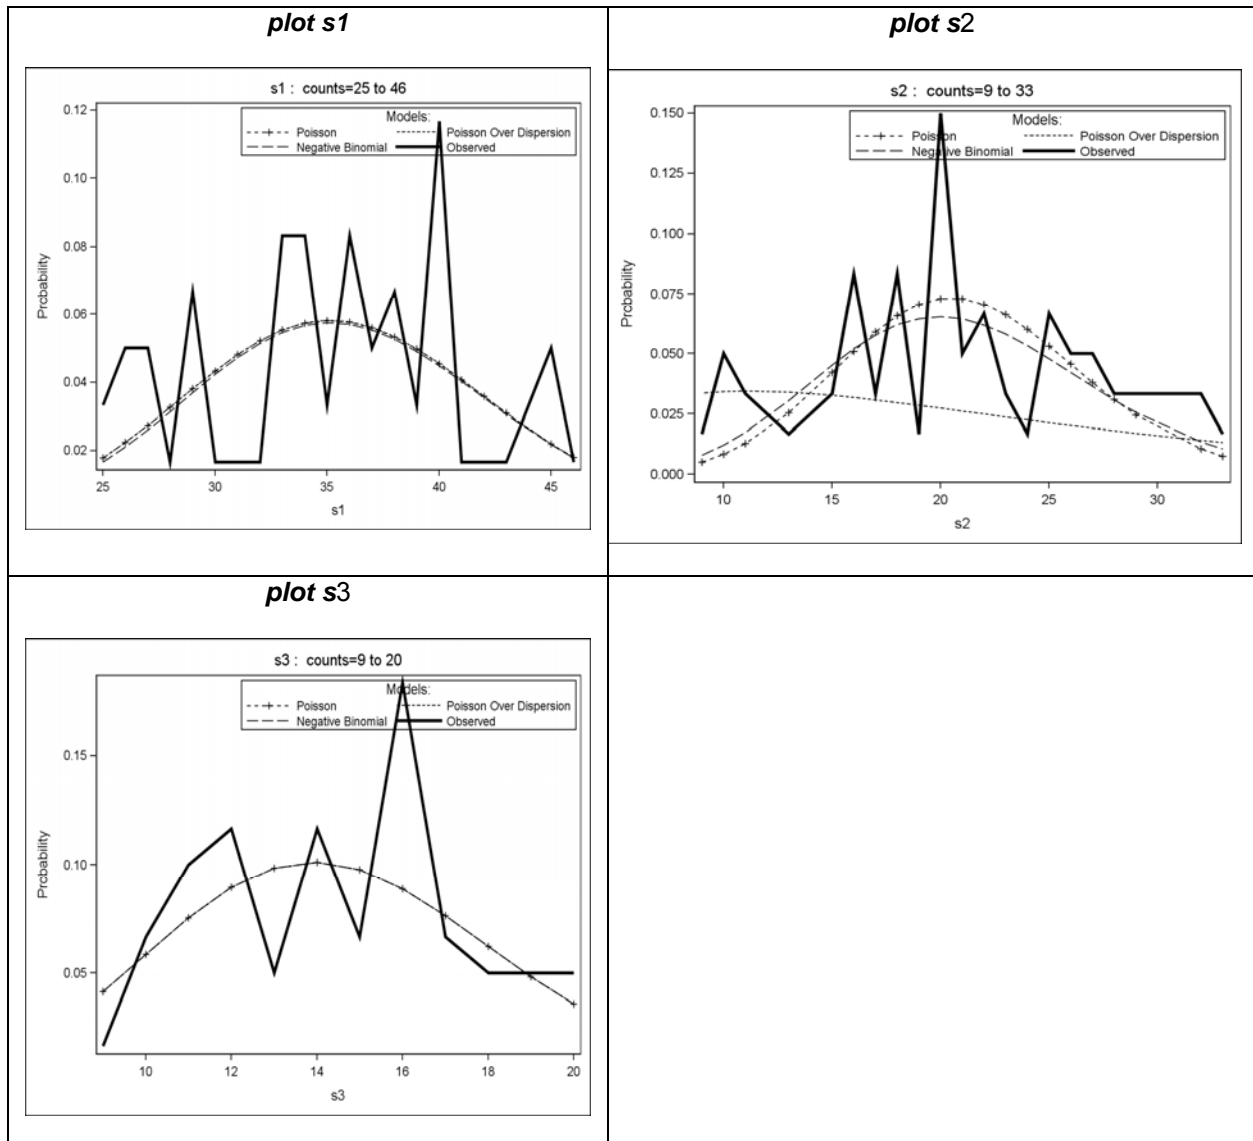 plot s1
s1 : counts=25 to 46
Models:
Poisson
Poisson Over Dispersion
Negative Binomial
Observed
0.12
0.10
0.08
0.06
0.04
0.02
Prcbability
25 30 35 40 45
s1
plot s2
s2 : counts=9 to 33
Models:
Poisson
Poisson Over Dispersion
Negative Binomial
Observed
0.150
0.125
0.100
0.075
0.050
0.025
0.000
Prcbability
10 15 20 25 30
s2
plot s3
s3 : counts=9 to 20
Models:
Poisson
Poisson Over Dispersion
Negative Binomial
Observed
0.15
0.10
0.05
Prcbability
10 12 14 16 18 20
s3